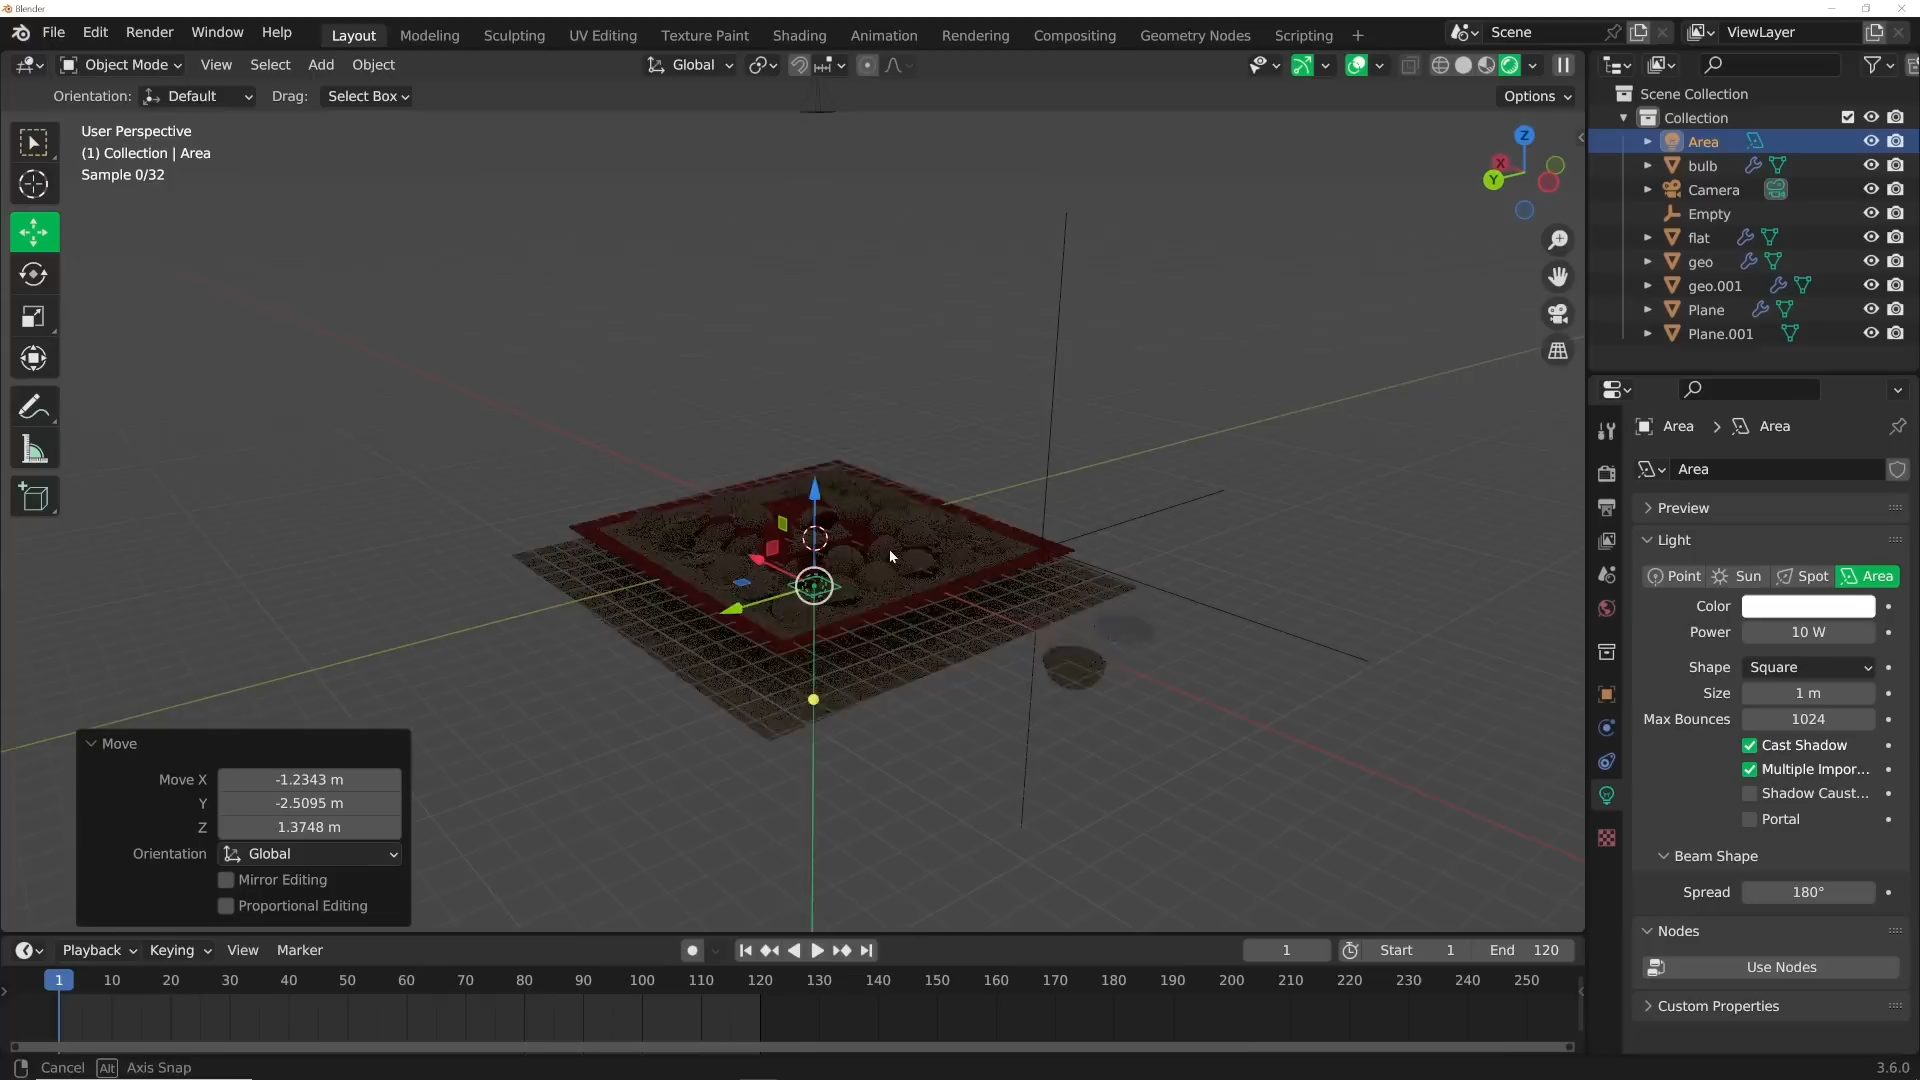 Blender
File Edit Render Window Help Layout Modeling Sculpting UV Editing Texture Paint Shading Animation Rendering Compositing Geometry Nodes Scripting + Scene ViewLayer
Object Mode View Select Add Object Global
Orientation: Default Drag: Select Box Options
User Perspective
(1) Collection | Area
Sample 0/32
Z
X
Y
Scene Collection
Collection
Area
bulb
Camera
Empty
flat
geo
geo.001
Plane
Plane.001
Area > Area
Area
Preview
Light
Point Sun Spot Area
Color
Power 10 W
Shape Square
Size 1 m
Max Bounces 1024
Cast Shadow
Multiple Impor...
Shadow Caust...
Portal
Beam Shape
Spread 180°
Nodes
Use Nodes
Custom Properties
Move
Move X -1.2343 m
Y -2.5095 m
Z 1.3748 m
Orientation Global
Mirror Editing
Proportional Editing
Playback Keying View Marker 1 Start 1 End 120
1 10 20 30 40 50 60 70 80 90 100 110 120 130 140 150 160 170 180 190 200 210 220 230 240 250
Cancel Alt Axis Snap 3.6.0